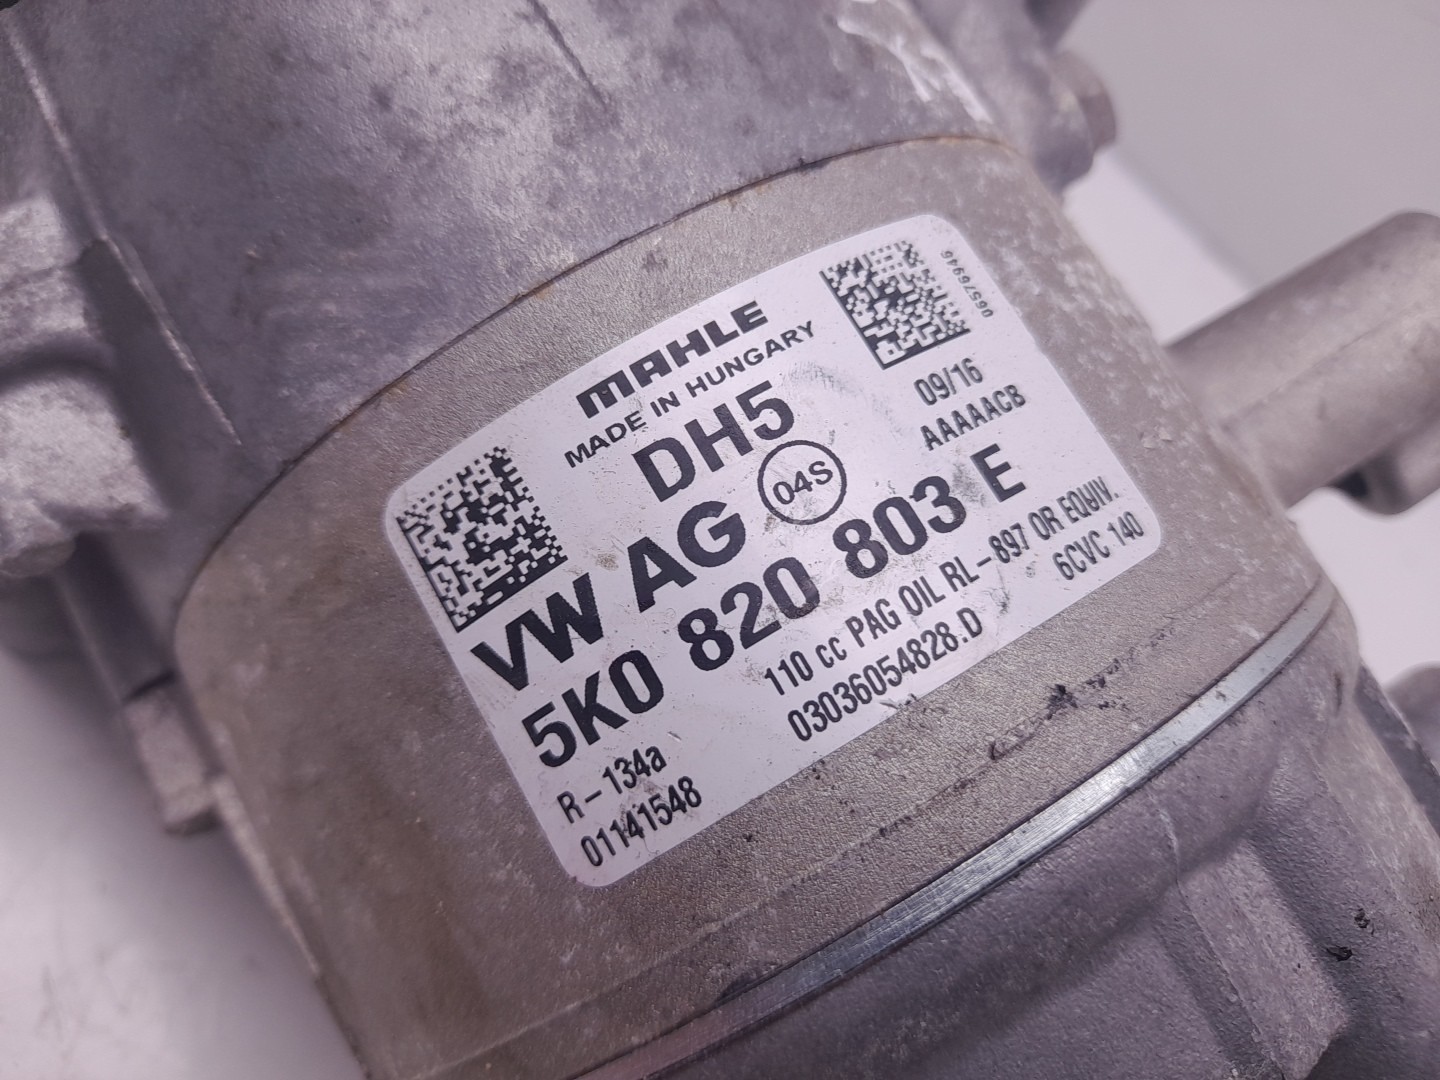 06576946
MAHLE
MADE IN HUNGARY
DH5
09/16
AAAAACB
VW AG 04S
5K0 820 803 E
110 cc PAG OIL RL-897 OR EQUIV.
R-134a
03036054828.D
6CVC 140
01141548